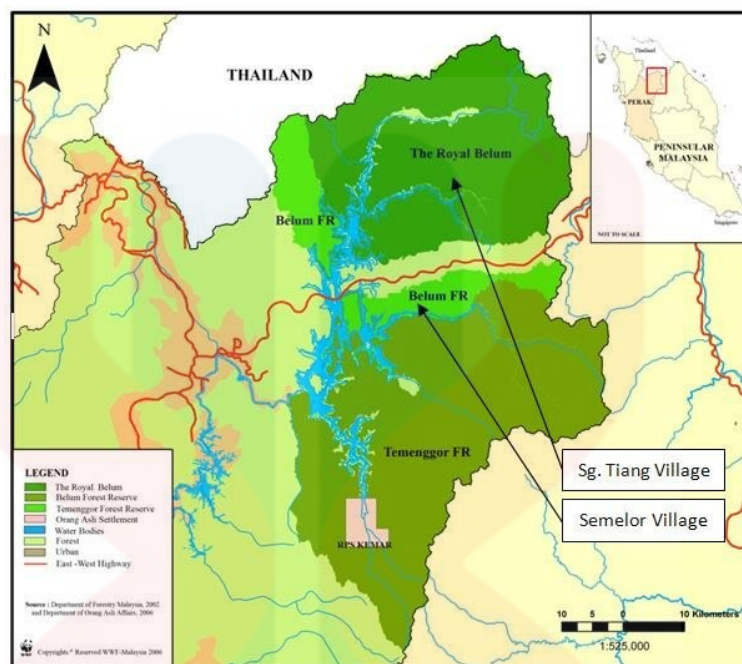 N
THAILAND
The Royal Belum
Belum FR
Belum FR
Temenggor FR
RPS KEMAR
Thailand
PERAK
PENINSULAR
MALAYSIA
Singapore
NOT TO SCALE
Sg. Tiang Village
Semelor Village
LEGEND
The Royal Belum
Belum Forest Reserve
Temenggor Forest Reserve
Orang Asli Settlement
Water Bodies
Forest
Urban
East -West Highway
Source : Department of Forestry Malaysia, 2002
and Department of Orang Asli Affairs, 2006
WWF
Copyrights ® Reserved WWF-Malaysia 2006
10 5 0 10 Kilometers
1:525,000